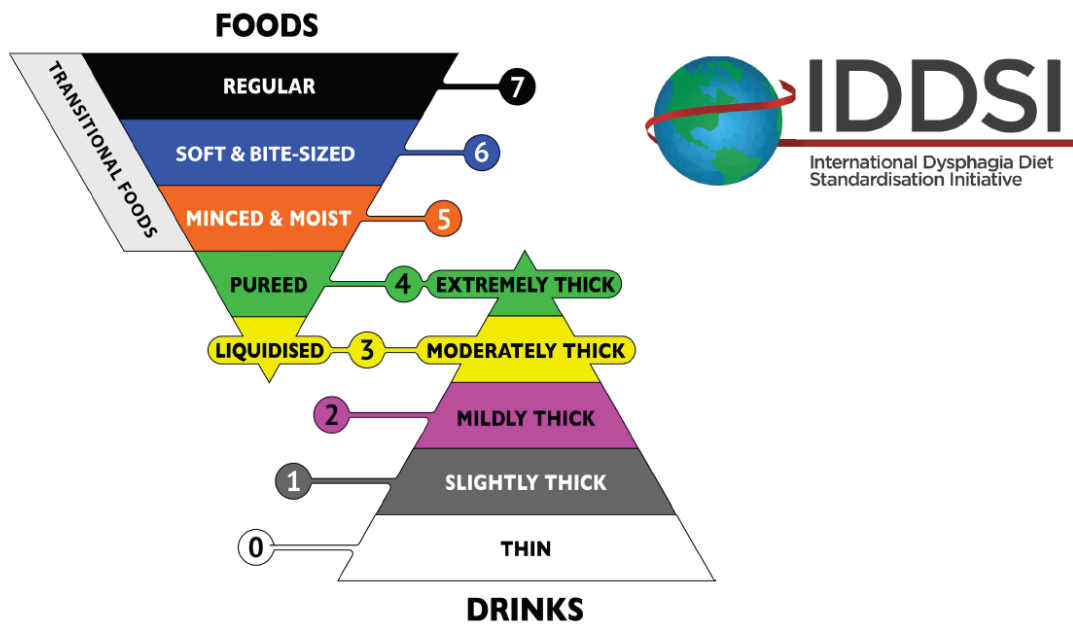 FOODS
TRANSITIONAL FOODS
REGULAR
7
SOFT & BITE-SIZED
6
MINCED & MOIST
5
PUREED
4
EXTREMELY THICK
LIQUIDISED
3
MODERATELY THICK
2
MILDLY THICK
1
SLIGHTLY THICK
0
THIN
DRINKS
IDDSI
International Dysphagia Diet
Standardisation Initiative